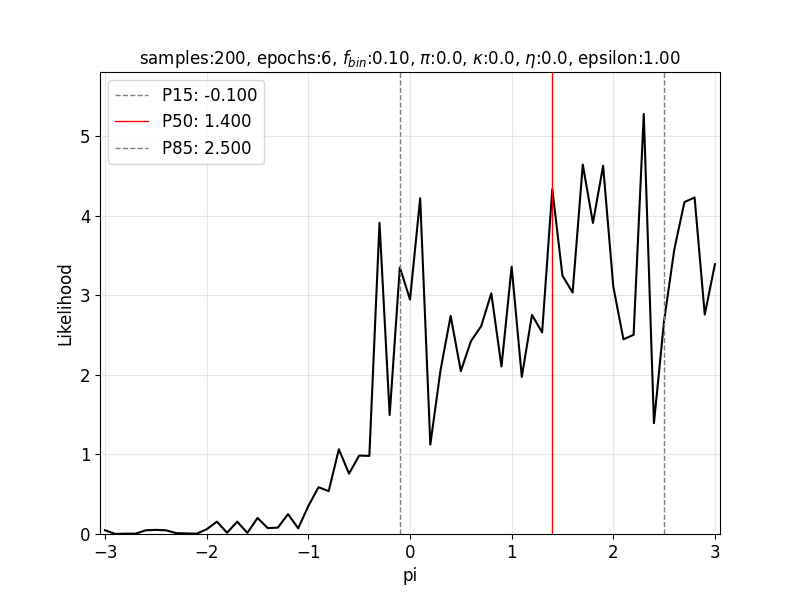 samples:200, epochs:6, f_bin:0.10, π:0.0, κ:0.0, η:0.0, epsilon:1.00
P15: -0.100
P50: 1.400
P85: 2.500
Likelihood
5
4
3
2
1
0
−3 −2 −1 0 1 2 3
pi